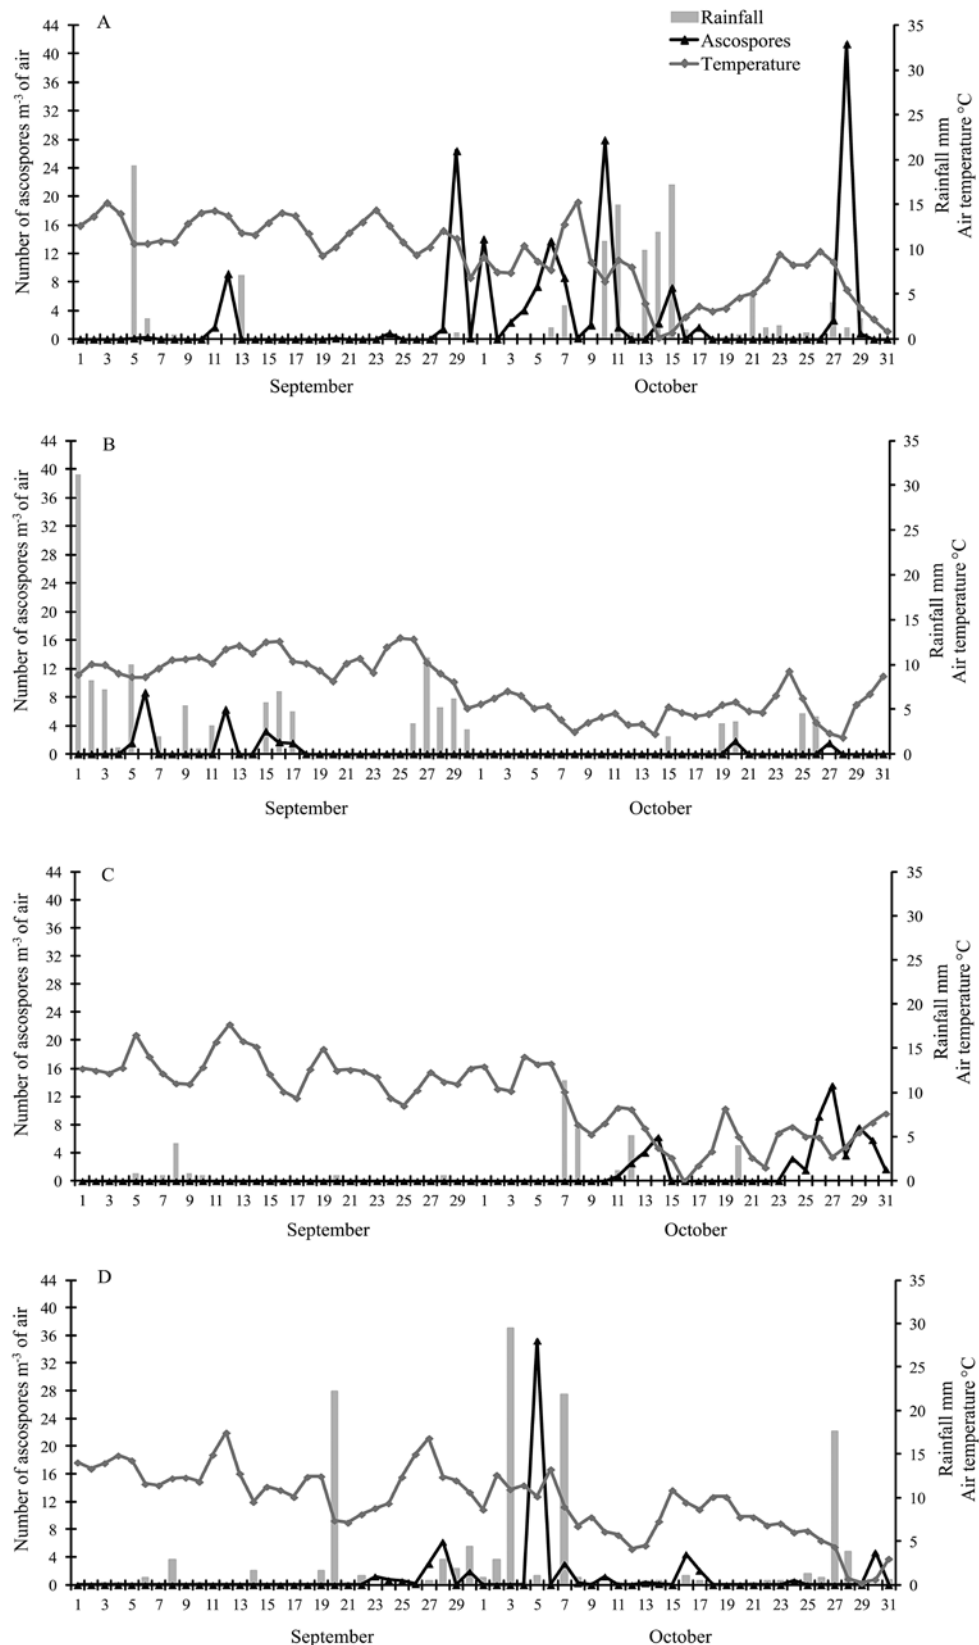 A
Rainfall
Ascospores
Temperature
44 40 36 32 28 24 20 16 12 8 4 0
Number of ascospores m⁻³ of air
35 30 25 20 15 10 5 0
Rainfall mm
Air temperature °C
1 3 5 7 9 11 13 15 17 19 21 23 25 27 29 1 3 5 7 9 11 13 15 17 19 21 23 25 27 29 31
September October
B
44 40 36 32 28 24 20 16 12 8 4 0
Number of ascospores m⁻³ of air
35 30 25 20 15 10 5 0
Rainfall mm
Air temperature °C
1 3 5 7 9 11 13 15 17 19 21 23 25 27 29 1 3 5 7 9 11 13 15 17 19 21 23 25 27 29 31
September October
C
44 40 36 32 28 24 20 16 12 8 4 0
Number of ascospores m⁻³ of air
35 30 25 20 15 10 5 0
Rainfall mm
Air temperature °C
1 3 5 7 9 11 13 15 17 19 21 23 25 27 29 1 3 5 7 9 11 13 15 17 19 21 23 25 27 29 31
September October
D
44 40 36 32 28 24 20 16 12 8 4 0
Number of ascospores m⁻³ of air
35 30 25 20 15 10 5 0
Rainfall mm
Air temperature °C
1 3 5 7 9 11 13 15 17 19 21 23 25 27 29 1 3 5 7 9 11 13 15 17 19 21 23 25 27 29 31
September October